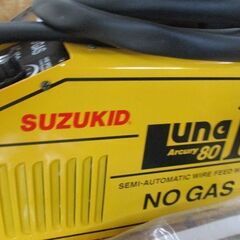 SUZUKID
Luna
Arcury 80
SEMI-AUTOMATIC WIRE FEED
NO GAS